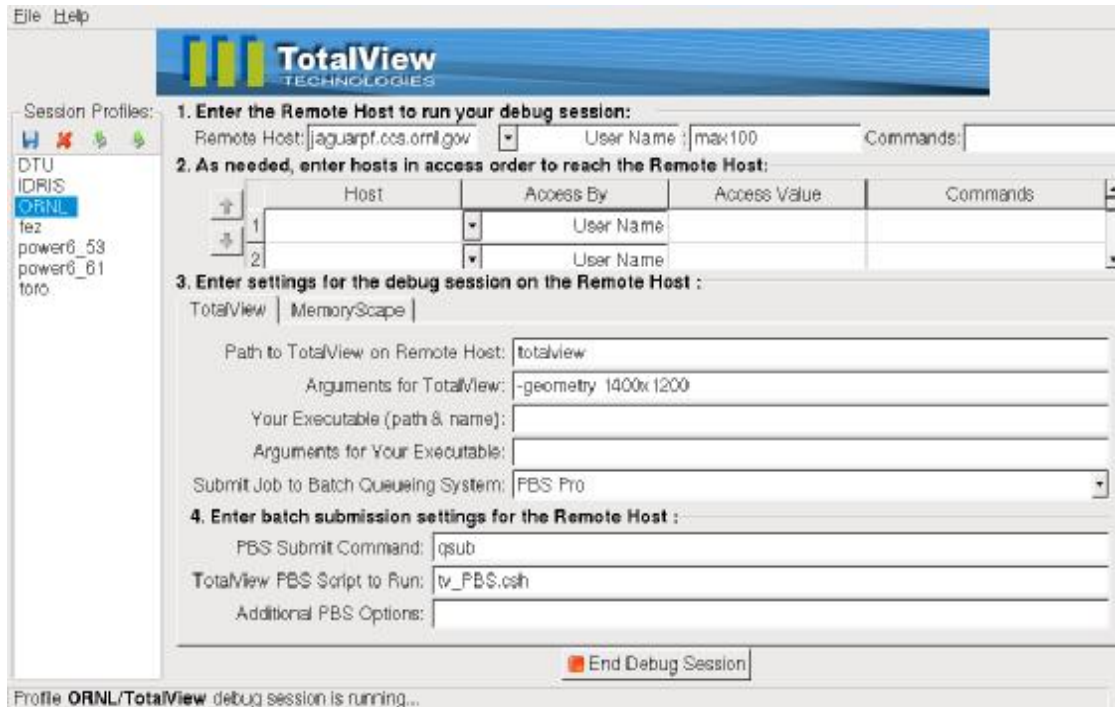 File Help
TotalView
TECHNOLOGIES
Session Profiles:
DTU
IDRIS
ORNL
tez
power6_53
power6_61
toro
1. Enter the Remote Host to run your debug session:
Remote Host: jaguarpf.ccs.ornl.gov User Name : max100 Commands:
2. As needed, enter hosts in access order to reach the Remote Host:
Host Access By Access Value Commands
1 User Name
2 User Name
3. Enter settings for the debug session on the Remote Host :
TotalView MemoryScape
Path to TotalView on Remote Host: totalview
Arguments for TotalView: -geometry 1400x1200
Your Executable (path & name):
Arguments for Your Executable:
Submit Job to Batch Queueing System: PBS Pro
4. Enter batch submission settings for the Remote Host :
PBS Submit Command: qsub
TotalView PBS Script to Run: tv_PBS.csh
Additional PBS Options:
End Debug Session
Profile ORNL/TotalView debug session is running...